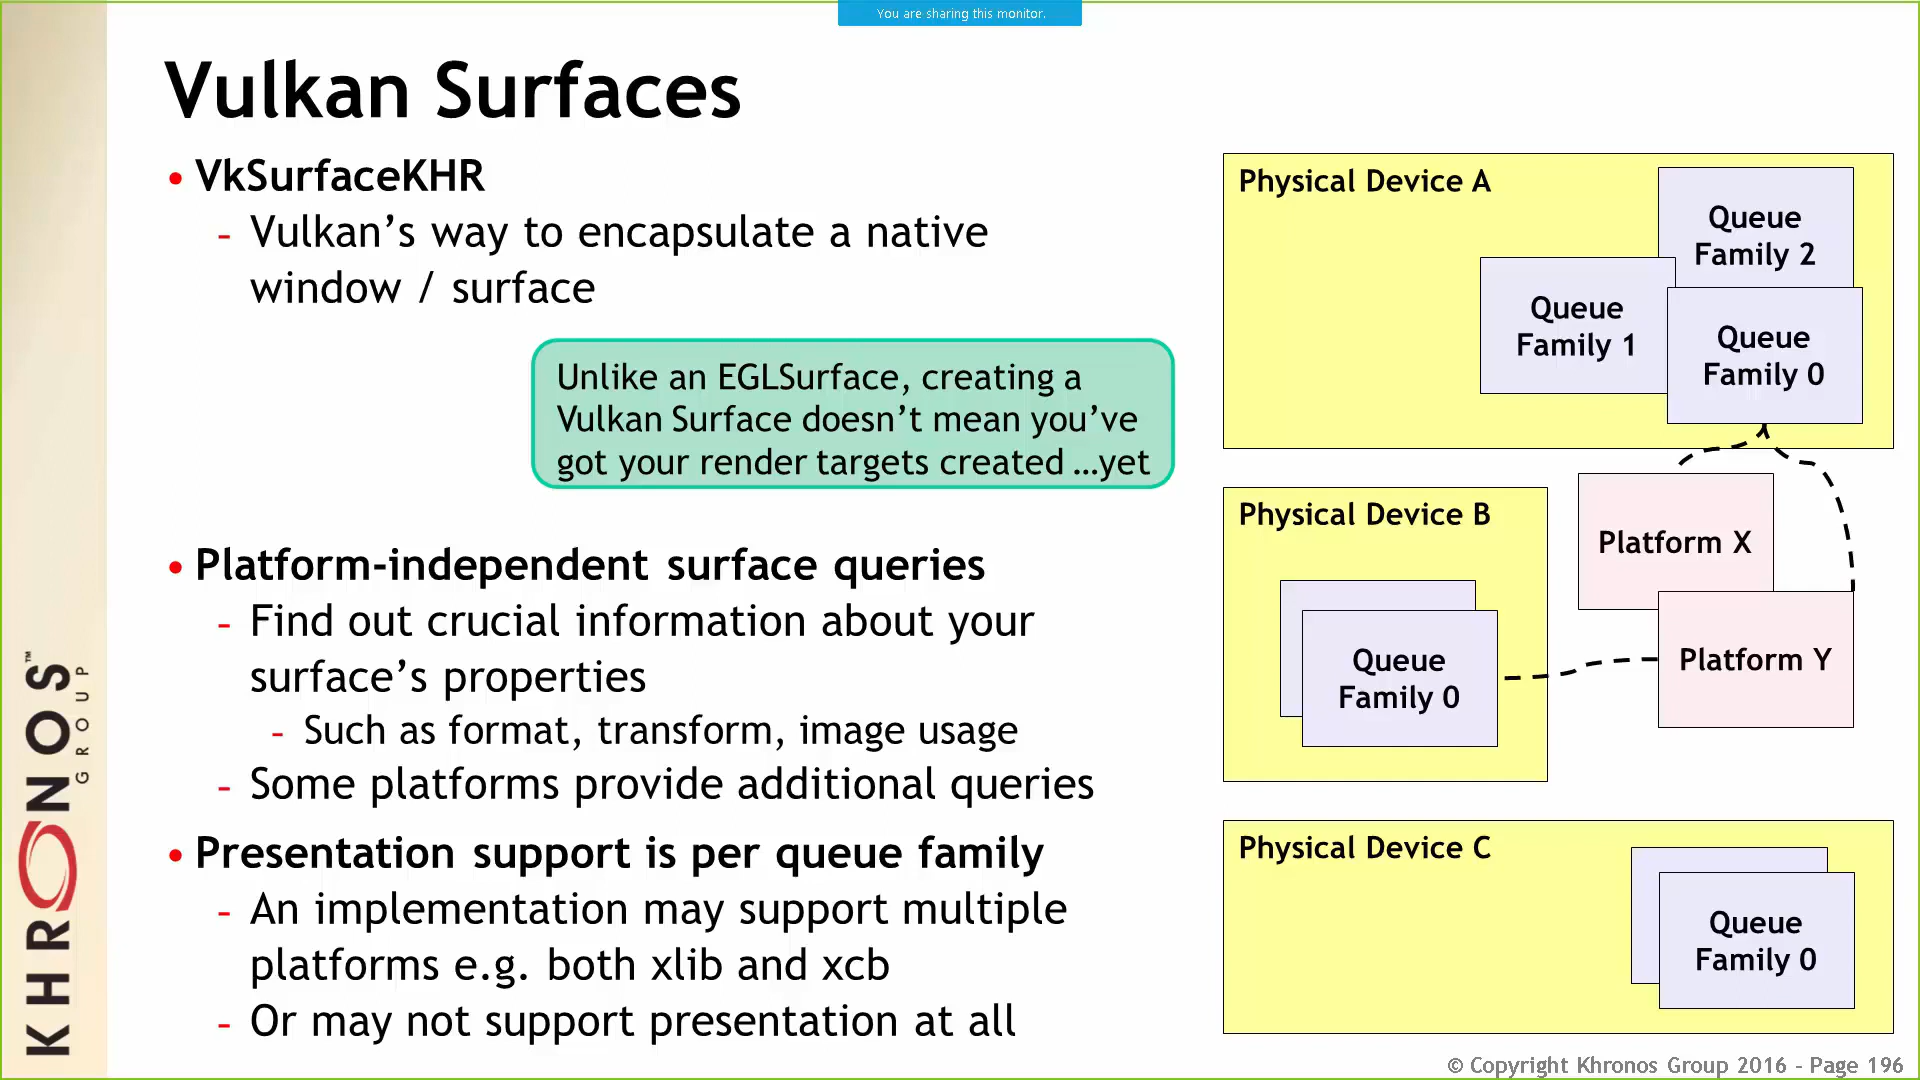 You are sharing this monitor.
Vulkan Surfaces
• VkSurfaceKHR
- Vulkan’s way to encapsulate a native
window / surface
Unlike an EGLSurface, creating a
Vulkan Surface doesn’t mean you’ve
got your render targets created …yet
• Platform-independent surface queries
- Find out crucial information about your
surface’s properties
- Such as format, transform, image usage
- Some platforms provide additional queries
• Presentation support is per queue family
- An implementation may support multiple
platforms e.g. both xlib and xcb
- Or may not support presentation at all
Physical Device A
Queue
Family 2
Queue
Family 1
Queue
Family 0
Physical Device B
Queue
Family 0
Platform X
Platform Y
Physical Device C
Queue
Family 0
KHRONOS™
GROUP
© Copyright Khronos Group 2016 - Page 196